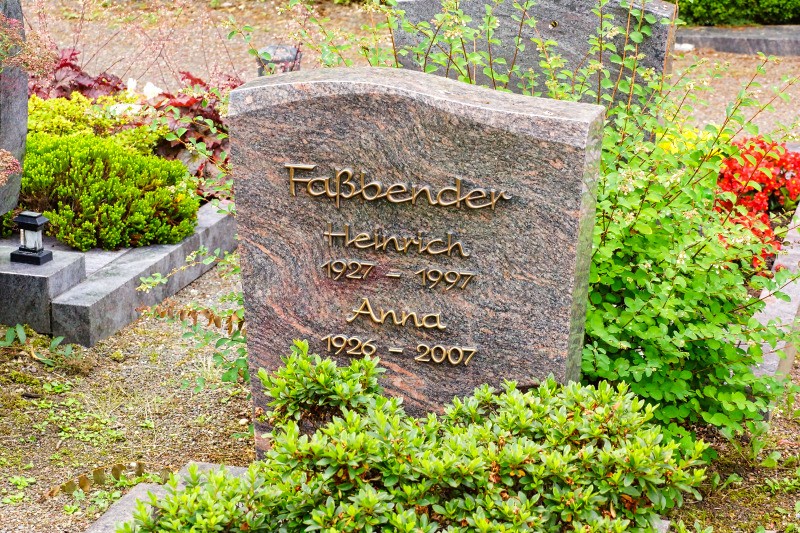 Faßbender
Heinrich
1927 – 1997
Anna
1926 – 2007